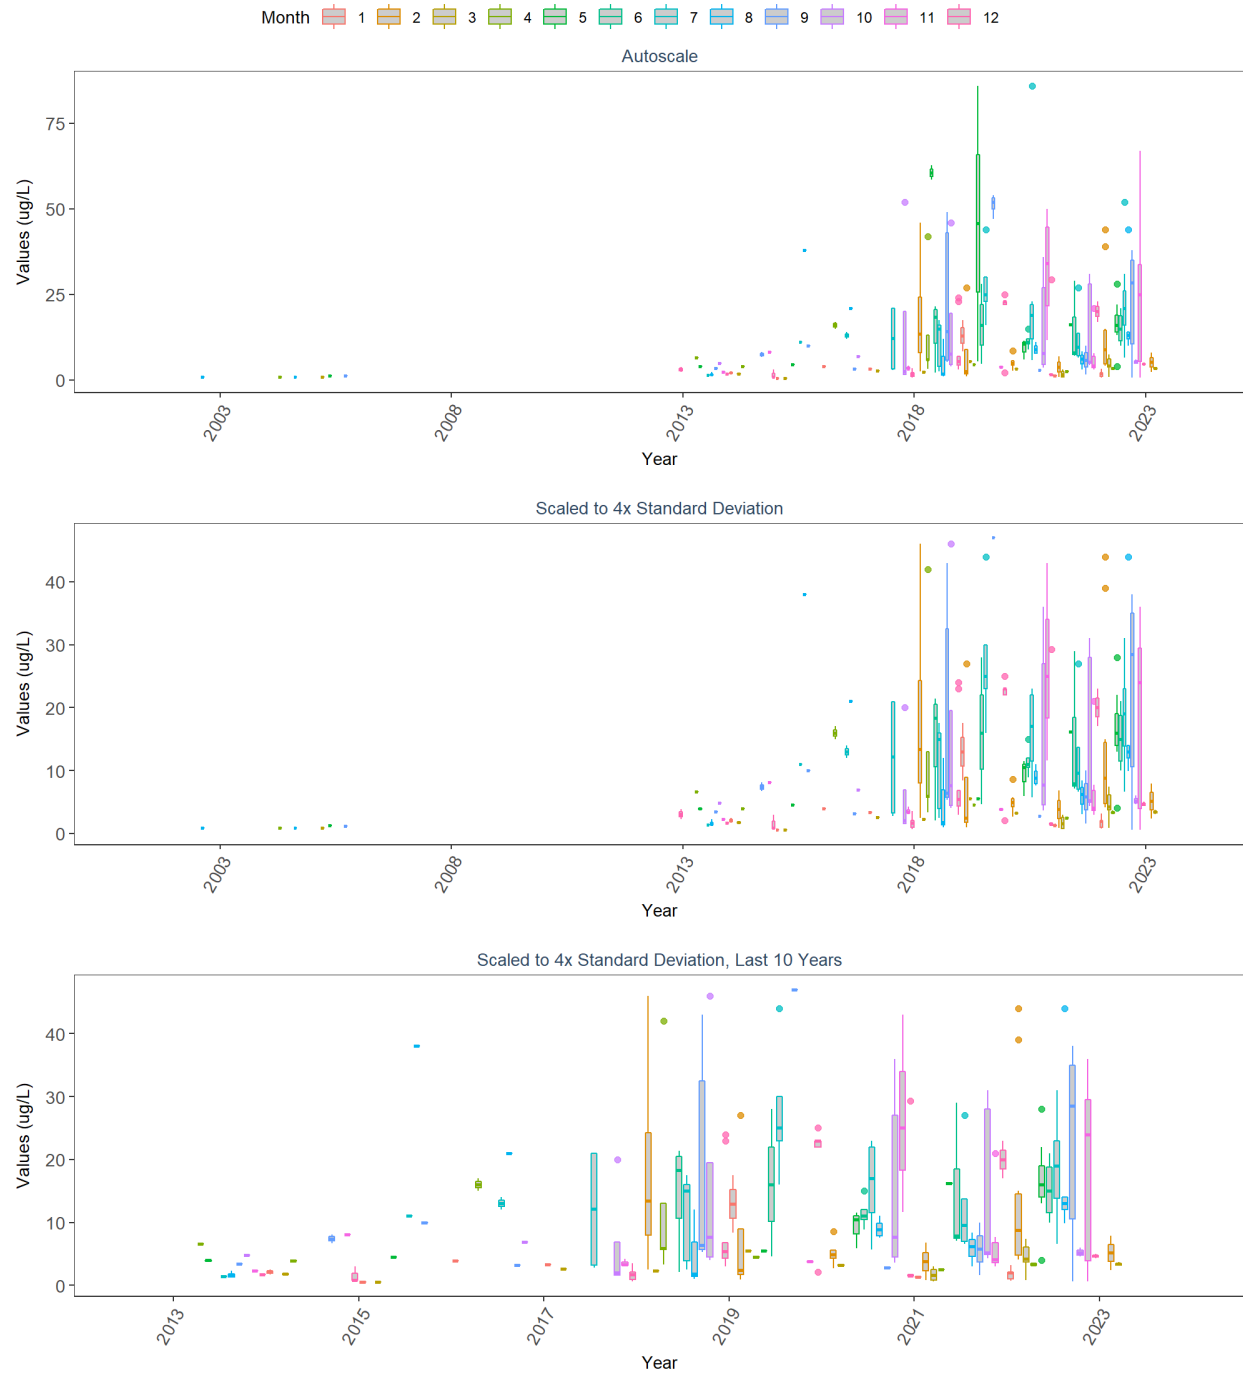 Month 1 2 3 4 5 6 7 8 9 10 11 12
Autoscale
Values (ug/L)
75
50
25
0
2003 2008 2013 2018 2023
Year
Scaled to 4x Standard Deviation
Values (ug/L)
40
30
20
10
0
2003 2008 2013 2018 2023
Year
Scaled to 4x Standard Deviation, Last 10 Years
Values (ug/L)
40
30
20
10
0
2013 2015 2017 2019 2021 2023
Year